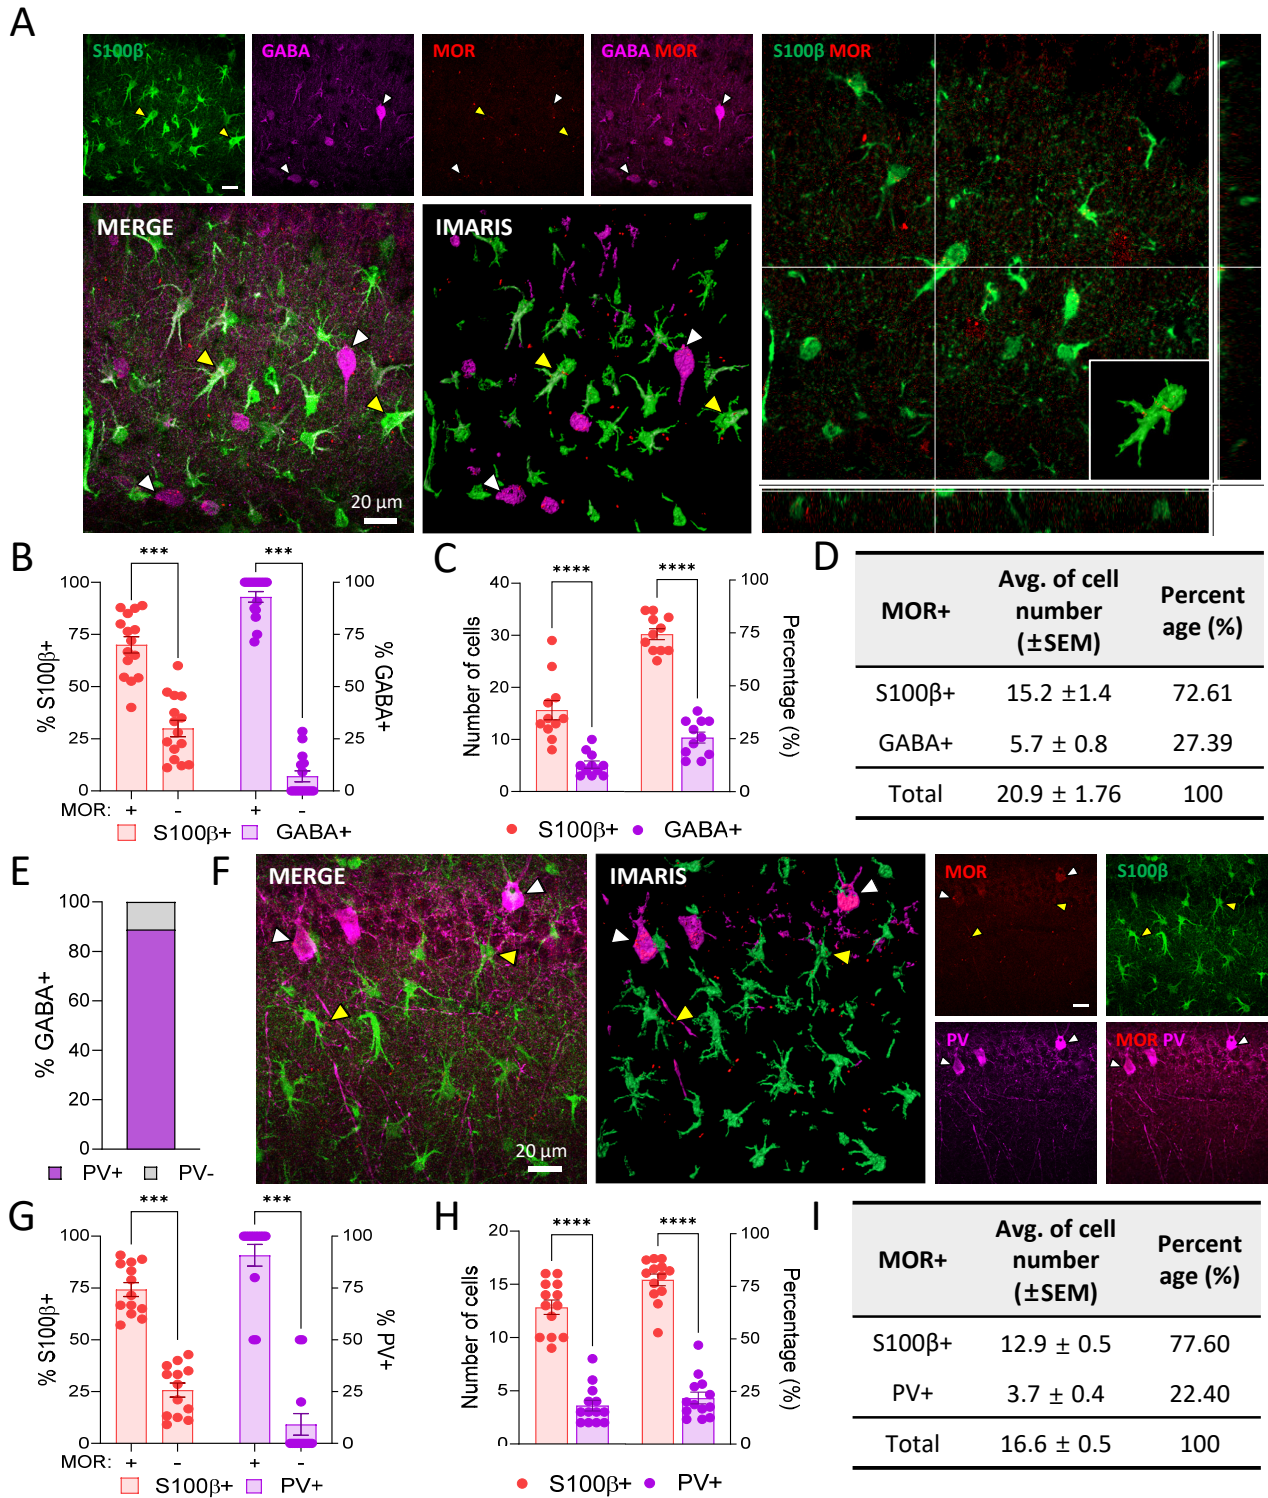 A
S100β
GABA
MOR
GABA MOR
S100β MOR
MERGE
20 µm
IMARIS
B
***
***
100
75
50
25
0
% S100β+
100
75
50
25
0
% GABA+
MOR: + - + -
S100β+ GABA+
C
****
****
40
30
20
10
0
Number of cells
100
75
50
25
0
Percentage (%)
S100β+ GABA+
D
MOR+ Avg. of cell number (±SEM) Percent age (%)
S100β+ 15.2 ±1.4 72.61
GABA+ 5.7 ± 0.8 27.39
Total 20.9 ± 1.76 100
E
100
80
60
40
20
0
% GABA+
PV+ PV-
F
MERGE
20 µm
IMARIS
MOR
S100β
PV
MOR PV
G
***
***
100
75
50
25
0
% S100β+
100
75
50
25
0
% PV+
MOR: + - + -
S100β+ PV+
H
****
****
20
15
10
5
0
Number of cells
100
75
50
25
0
Percentage (%)
S100β+ PV+
I
MOR+ Avg. of cell number (±SEM) Percent age (%)
S100β+ 12.9 ± 0.5 77.60
PV+ 3.7 ± 0.4 22.40
Total 16.6 ± 0.5 100